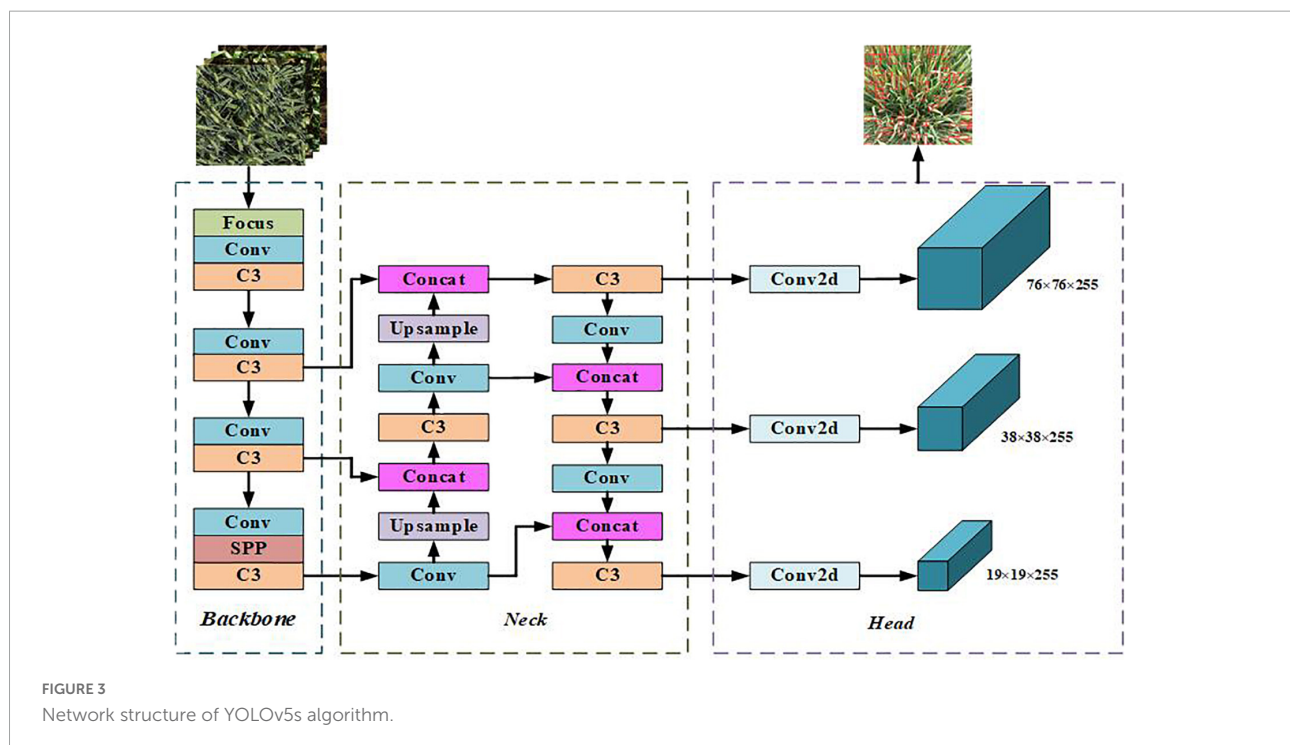 Focus
Conv
C3
Conv
C3
Conv
C3
Conv
SPP
C3
Backbone
Concat
Upsample
Conv
C3
Concat
Upsample
Conv
C3
Conv
Concat
C3
Conv
Concat
C3
Neck
Conv2d
76×76×255
Conv2d
38×38×255
Conv2d
19×19×255
Head
FIGURE 3
Network structure of YOLOv5s algorithm.